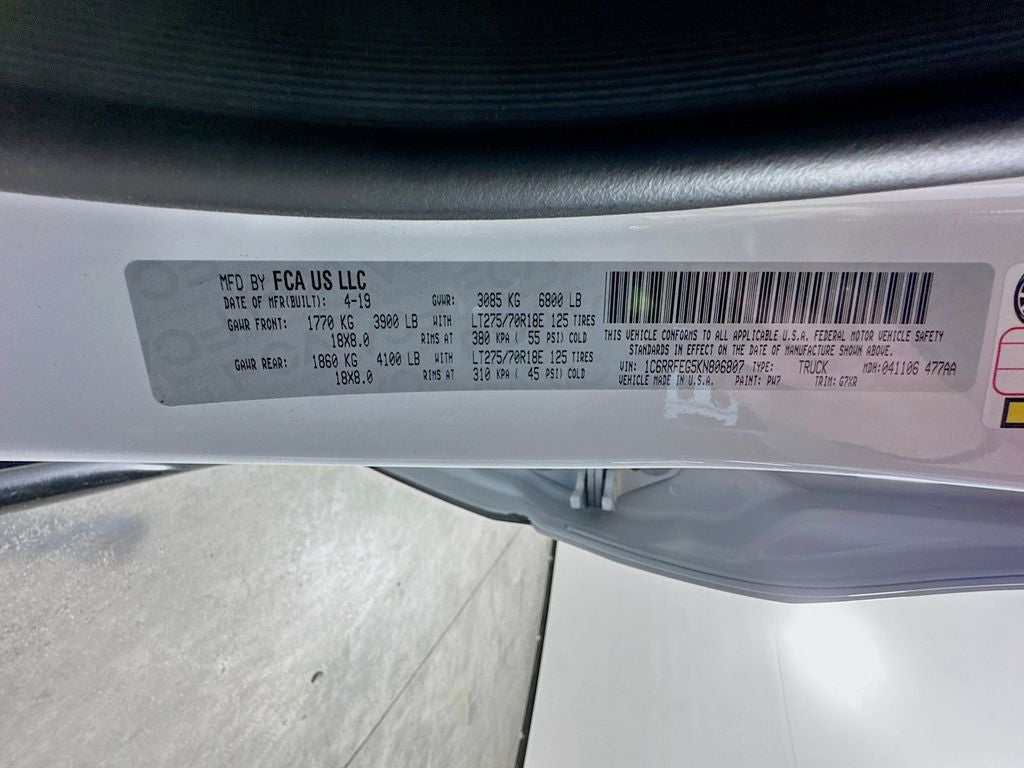 MFD BY FCA US LLC
DATE OF MFR(BUILT): 4-19 GVWR: 3085 KG 6800 LB
GAWR FRONT: 1770 KG 3900 LB WITH LT275/70R18E 125 TIRES
18X8.0 RIMS AT 380 KPA ( 55 PSI) COLD
GAWR REAR: 1860 KG 4100 LB WITH LT275/70R18E 125 TIRES
18X8.0 RIMS AT 310 KPA ( 45 PSI) COLD
THIS VEHICLE CONFORMS TO ALL APPLICABLE U.S.A. FEDERAL MOTOR VEHICLE SAFETY
STANDARDS IN EFFECT ON THE DATE OF MANUFACTURE SHOWN ABOVE.
VIN: 1C6RRFEG5KN806807 TYPE: TRUCK MDH:041106 477AA
VEHICLE MADE IN U.S.A. PAINT: PW7 TRIM: G7XR